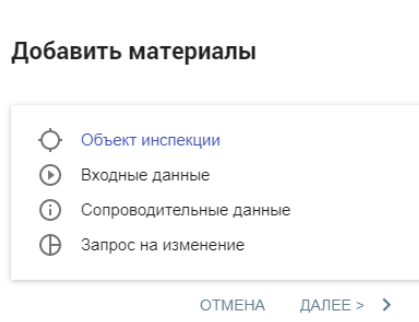 Добавить материалы
Объект инспекции
Входные данные
Сопроводительные данные
Запрос на изменение
ОТМЕНА ДАЛЕЕ >